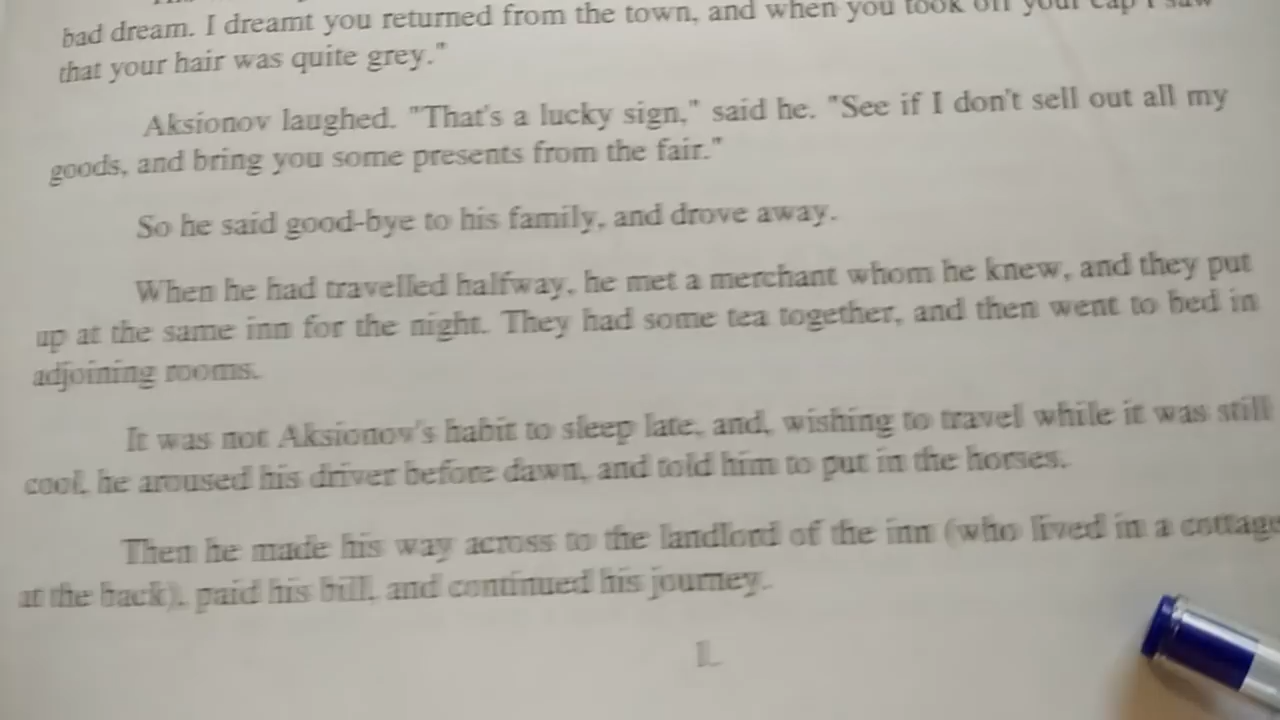 bad dream. I dreamt you returned from the town, and when you took off your cap I saw
that your hair was quite grey."
Aksionov laughed. "That's a lucky sign," said he. "See if I don't sell out all my
goods, and bring you some presents from the fair."
So he said good-bye to his family, and drove away.
When he had travelled halfway, he met a merchant whom he knew, and they put
up at the same inn for the night. They had some tea together, and then went to bed in
adjoining rooms.
It was not Aksionov's habit to sleep late, and, wishing to travel while it was still
cool, he aroused his driver before dawn, and told him to put in the horses.
Then he made his way across to the landlord of the inn (who lived in a cottage
at the back), paid his bill, and continued his journey.